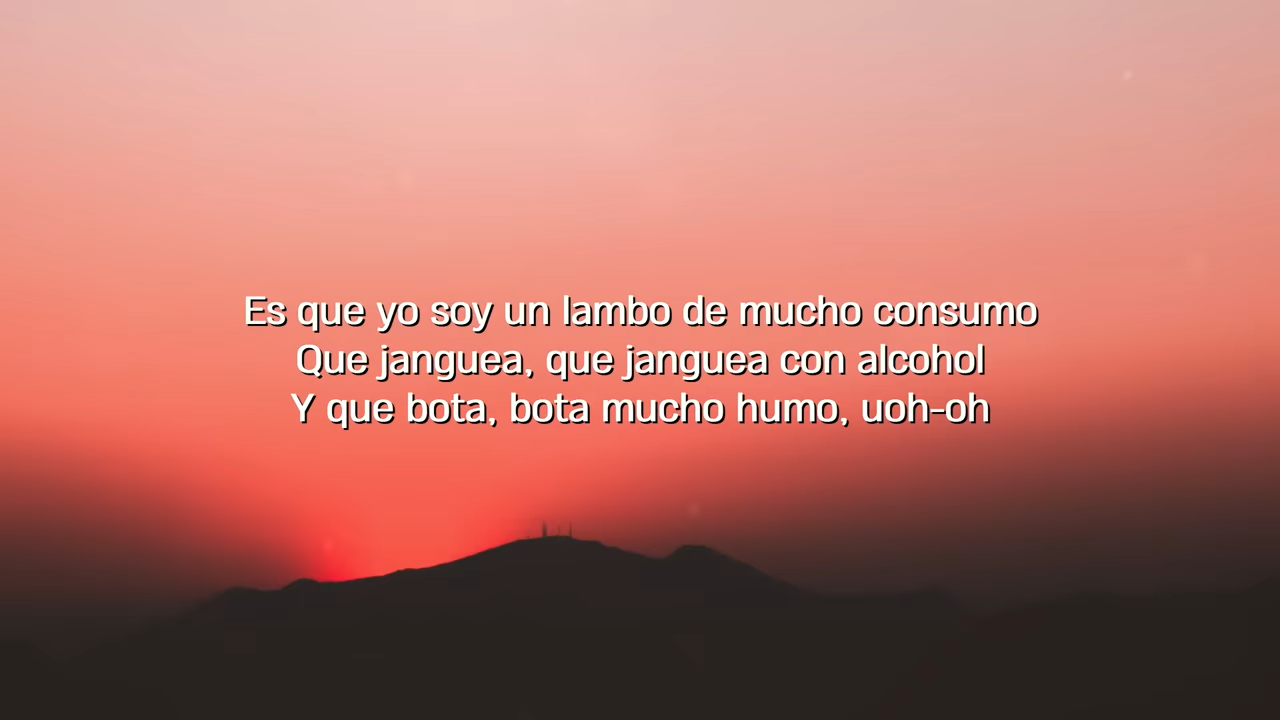 Es que yo soy un lambo de mucho consumo
Que janguea, que janguea con alcohol
Y que bota, bota mucho humo, uoh-oh